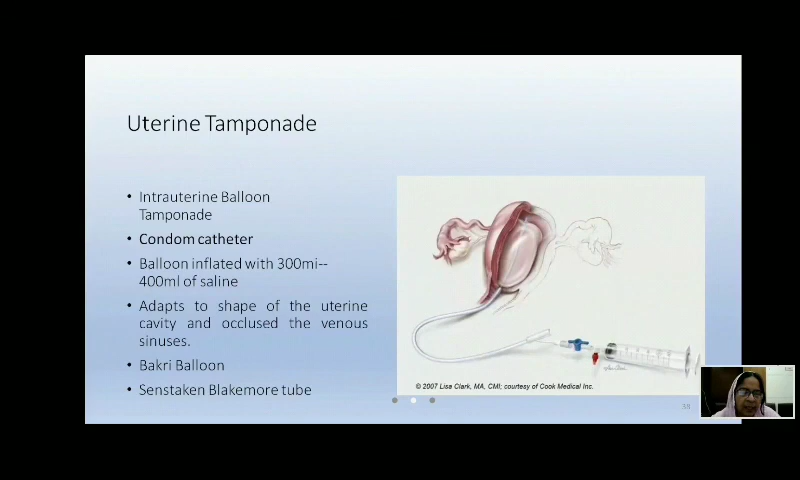 Uterine Tamponade
• Intrauterine Balloon
Tamponade
• Condom catheter
• Balloon inflated with 300mi--
400ml of saline
• Adapts to shape of the uterine
cavity and occlused the venous
sinuses.
• Bakri Balloon
• Senstaken Blakemore tube
© 2007 Lisa Clark, MA, CMI; courtesy of Cook Medical Inc.